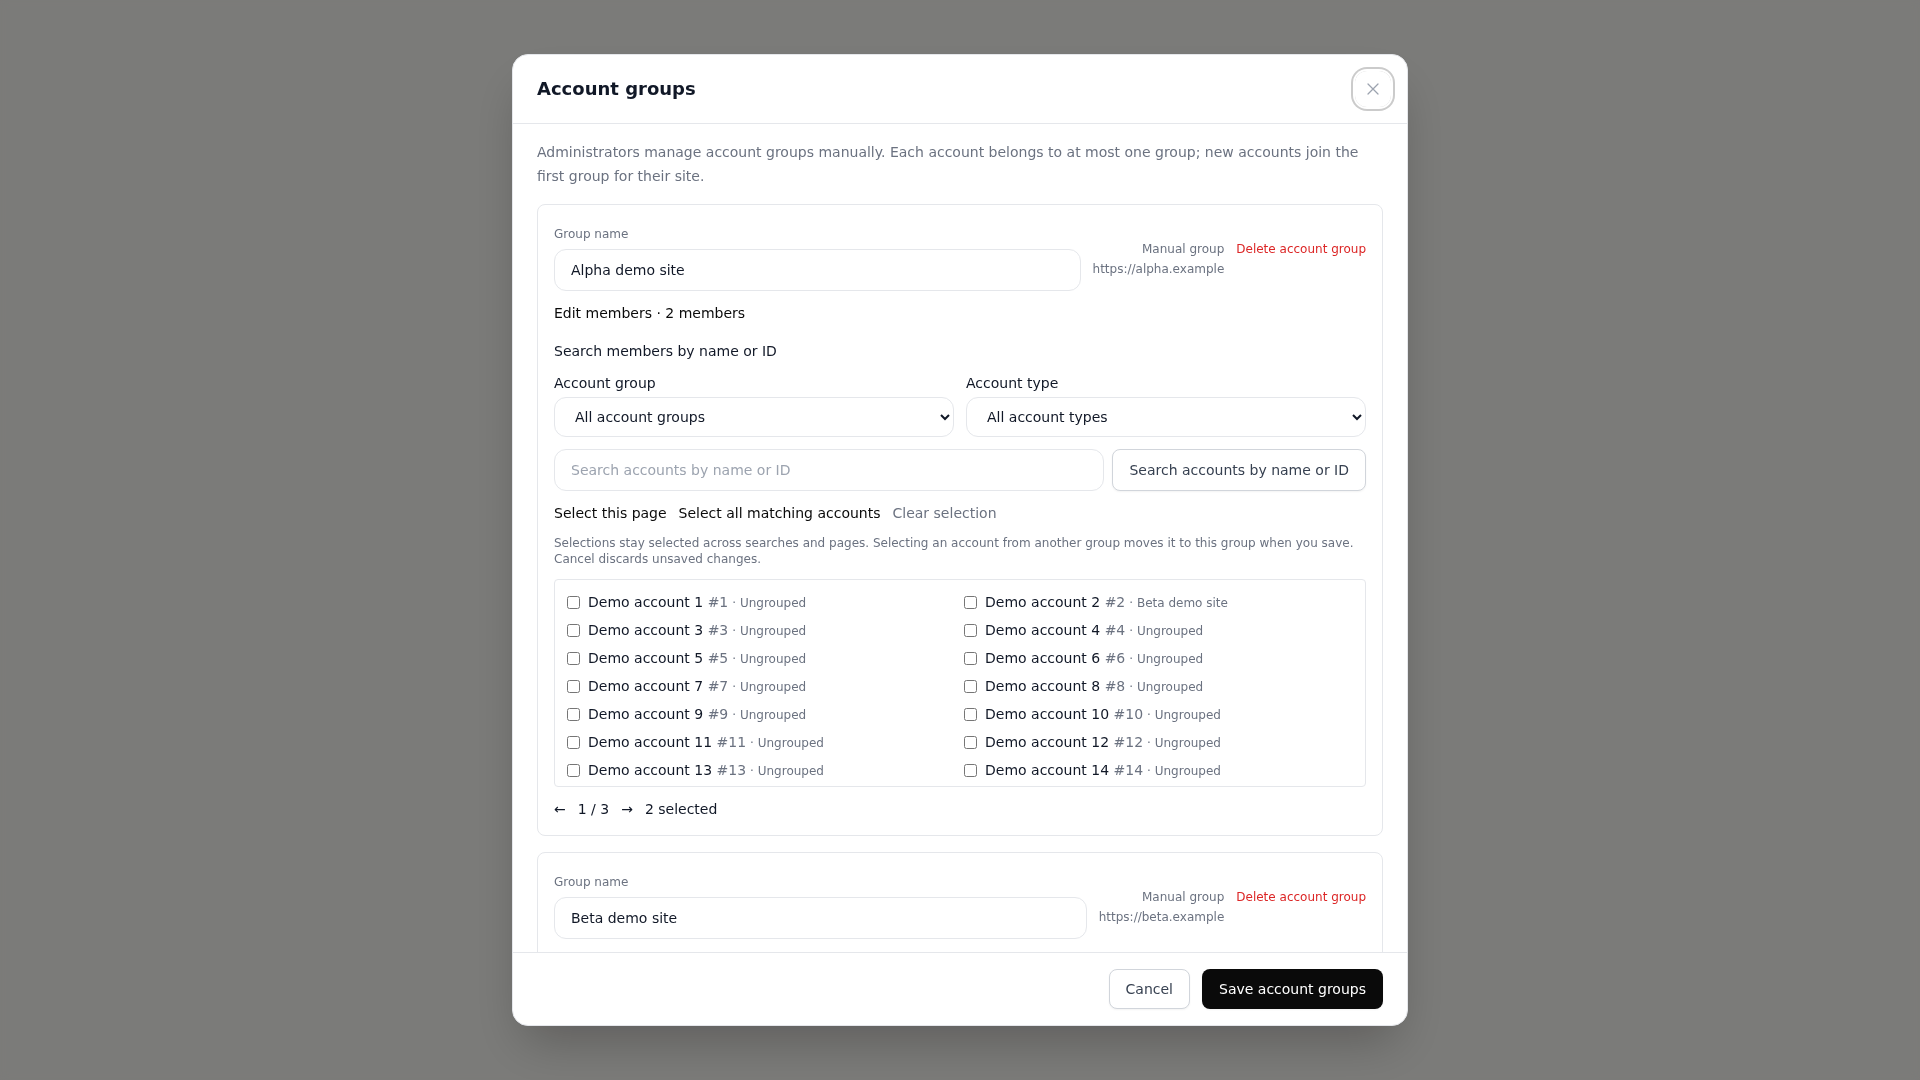 Account groups
Administrators manage account groups manually. Each account belongs to at most one group; new accounts join the
first group for their site.
Group name
Manual group Delete account group
Alpha demo site
https://alpha.example
Edit members · 2 members
Search members by name or ID
Account group Account type
All account groups All account types
Search accounts by name or ID Search accounts by name or ID
Select this page Select all matching accounts Clear selection
Selections stay selected across searches and pages. Selecting an account from another group moves it to this group when you save.
Cancel discards unsaved changes.
Demo account 1 #1 · Ungrouped Demo account 2 #2 · Beta demo site
Demo account 3 #3 · Ungrouped Demo account 4 #4 · Ungrouped
Demo account 5 #5 · Ungrouped Demo account 6 #6 · Ungrouped
Demo account 7 #7 · Ungrouped Demo account 8 #8 · Ungrouped
Demo account 9 #9 · Ungrouped Demo account 10 #10 · Ungrouped
Demo account 11 #11 · Ungrouped Demo account 12 #12 · Ungrouped
Demo account 13 #13 · Ungrouped Demo account 14 #14 · Ungrouped
← 1 / 3 → 2 selected
Group name
Manual group Delete account group
Beta demo site
https://beta.example
Cancel Save account groups